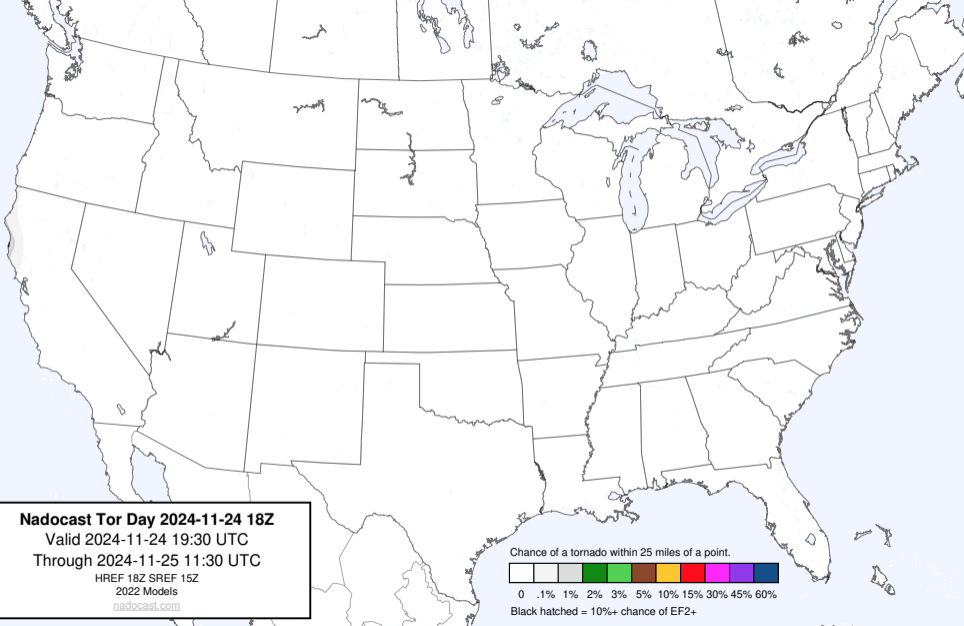 Nadocast Tor Day 2024-11-24 18Z
Valid 2024-11-24 19:30 UTC
Through 2024-11-25 11:30 UTC
HREF 18Z SREF 15Z
2022 Models
nadocast.com
Chance of a tornado within 25 miles of a point.
0 .1% 1% 2% 3% 5% 10% 15% 30% 45% 60%
Black hatched = 10%+ chance of EF2+